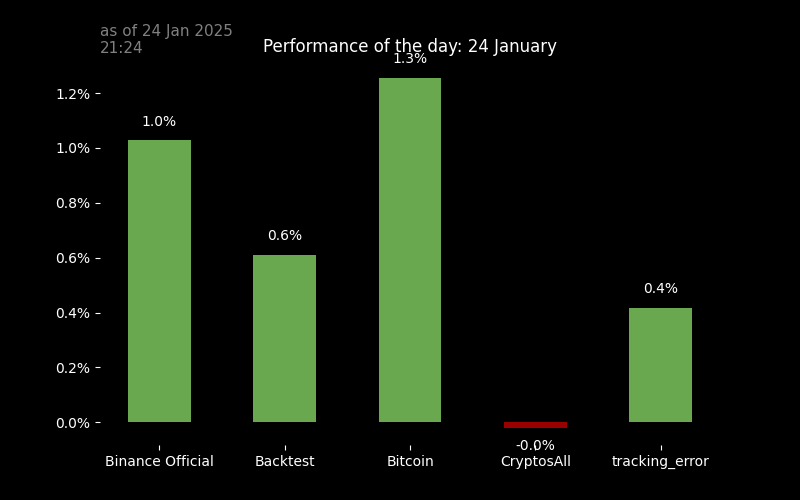 as of 24 Jan 2025
21:24
Performance of the day: 24 January
1.3%
1.2%
1.0%
1.0%
0.8%
0.6%
0.6%
0.4%
0.4%
0.2%
0.0%
-0.0%
Binance Official
Backtest
Bitcoin
CryptosAll
tracking_error